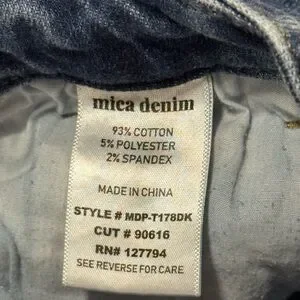 mica denim
93% COTTON
5% POLYESTER
2% SPANDEX
MADE IN CHINA
STYLE # MDP-T178DK
CUT # 90616
RN# 127794
SEE REVERSE FOR CARE